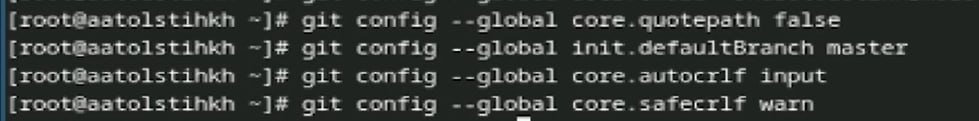 [root@aatolstihkh ~]# git config --global core.quotepath false
[root@aatolstihkh ~]# git config --global init.defaultBranch master
[root@aatolstihkh ~]# git config --global core.autocrlf input
[root@aatolstihkh ~]# git config --global core.safecrlf warn